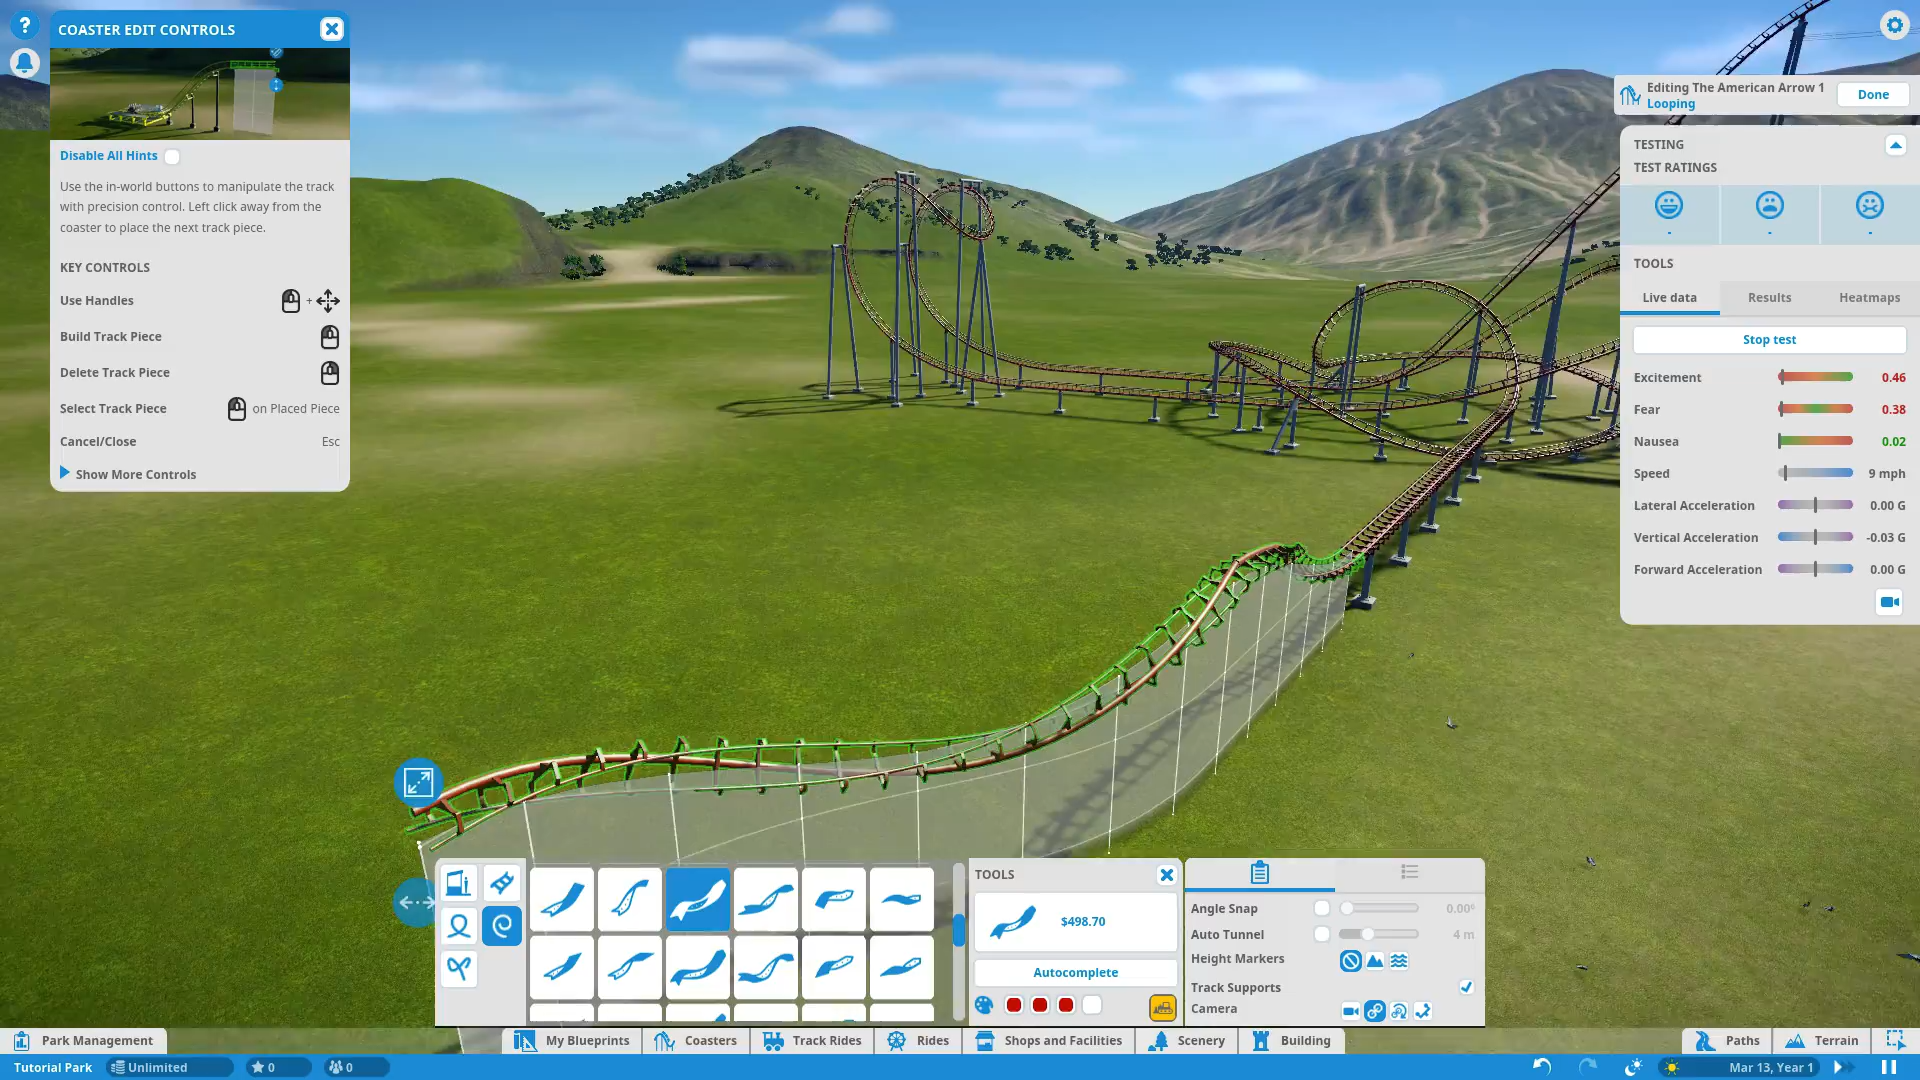 ?
COASTER EDIT CONTROLS
Disable All Hints
Use the in-world buttons to manipulate the track
with precision control. Left click away from the
coaster to place the next track piece.
KEY CONTROLS
Use Handles +
Build Track Piece
Delete Track Piece
Select Track Piece on Placed Piece
Cancel/Close Esc
Show More Controls
Editing The American Arrow 1
Looping
Done
TESTING
TEST RATINGS
- - -
TOOLS
Live data Results Heatmaps
Stop test
Excitement 0.46
Fear 0.38
Nausea 0.02
Speed 9 mph
Lateral Acceleration 0.00 G
Vertical Acceleration -0.03 G
Forward Acceleration 0.00 G
TOOLS
$498.70
Autocomplete
Angle Snap 0.00°
Auto Tunnel 4 m
Height Markers
Track Supports
Camera
Park Management My Blueprints Coasters Track Rides Rides Shops and Facilities Scenery Building Paths Terrain
Tutorial Park Unlimited 0 0 Mar 13, Year 1